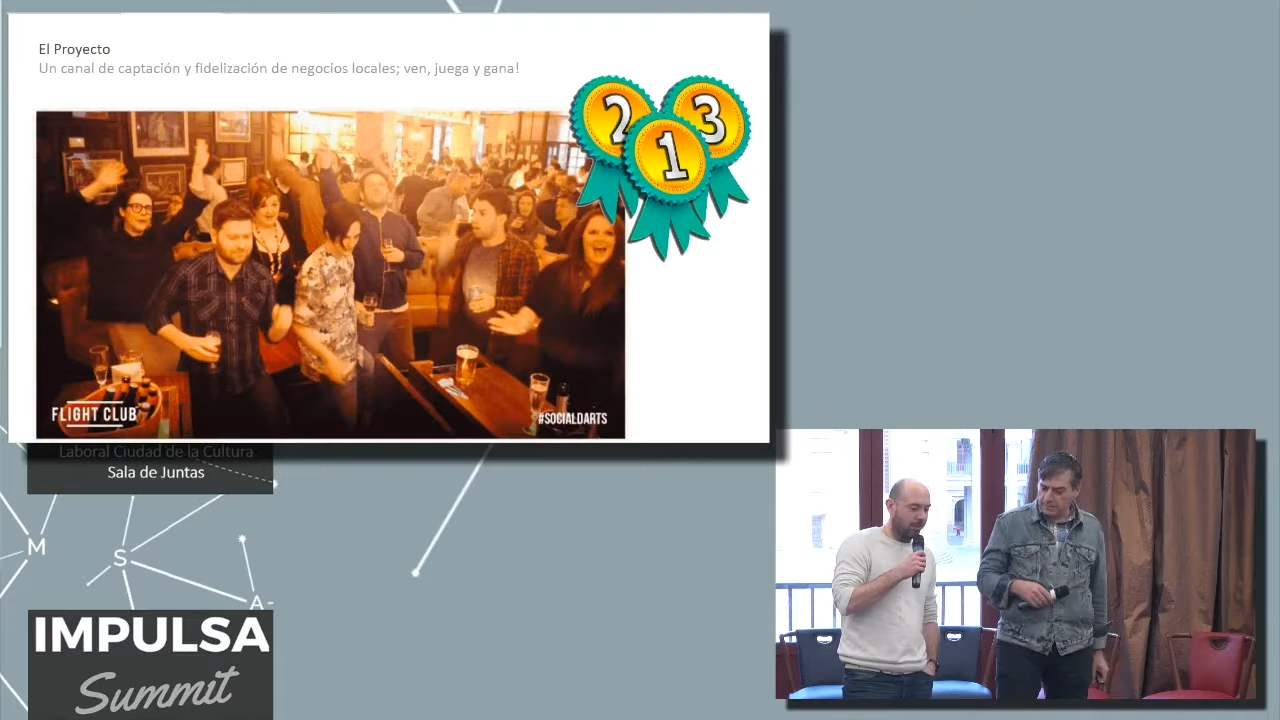 El Proyecto
Un canal de captación y fidelización de negocios locales; ven, juega y gana!
2
3
1
FLIGHT CLUB
#SOCIALDARTS
Laboral Ciudad de la Cultura
Sala de Juntas
M
S
A
IMPULSA
Summit